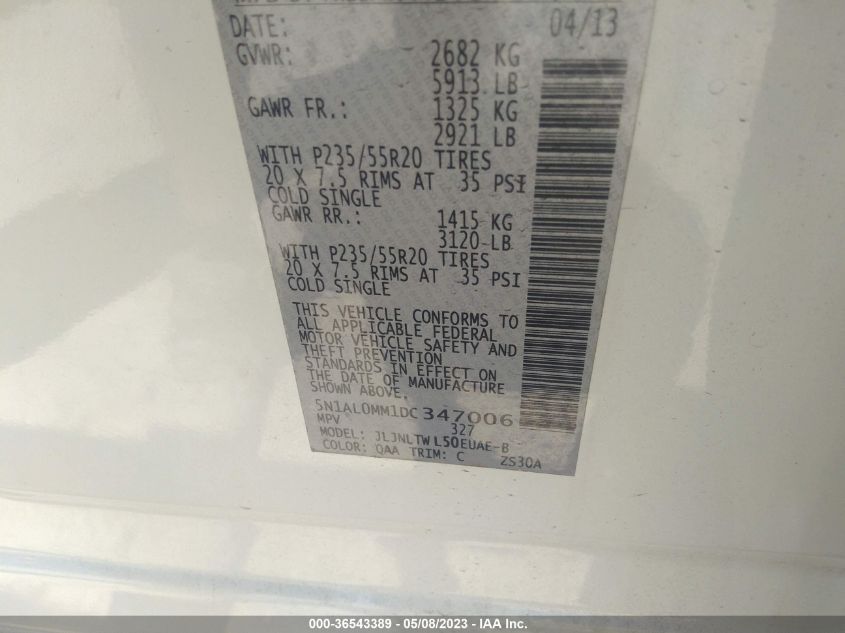 DATE: 04/13
GVWR: 2682 KG
5913 LB
GAWR FR.: 1325 KG
2921 LB
WITH P235/55R20 TIRES
20 X 7.5 RIMS AT 35 PSI
COLD SINGLE
GAWR RR.: 1415 KG
3120 LB
WITH P235/55R20 TIRES
20 X 7.5 RIMS AT 35 PSI
COLD SINGLE
THIS VEHICLE CONFORMS TO
ALL APPLICABLE FEDERAL
MOTOR VEHICLE SAFETY AND
THEFT PREVENTION
STANDARDS IN EFFECT ON
THE DATE OF MANUFACTURE
SHOWN ABOVE.
5N1AL0MM1DC347006
MPV 327
MODEL: JLJNLTWL50EUAE-B
COLOR: QAA TRIM: C ZS30A
000-36543389 - 05/08/2023 - IAA Inc.